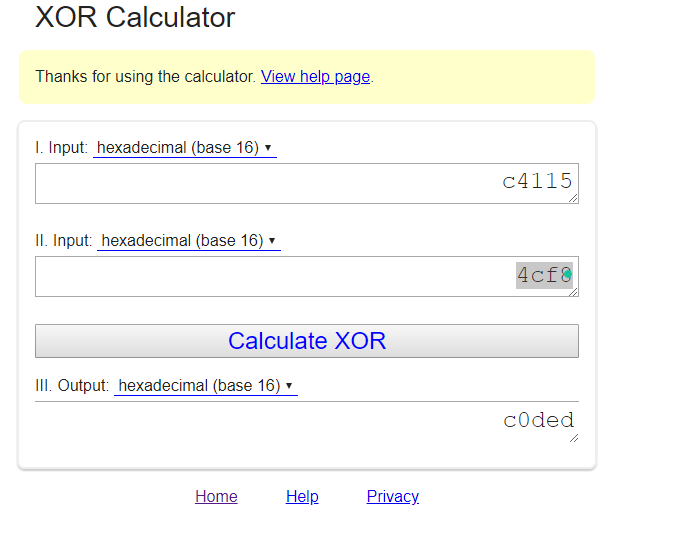 XOR Calculator
Thanks for using the calculator. View help page.
I. Input: hexadecimal (base 16) ▾
c4115
II. Input: hexadecimal (base 16) ▾
4cf8
Calculate XOR
III. Output: hexadecimal (base 16) ▾
c0ded
Home Help Privacy